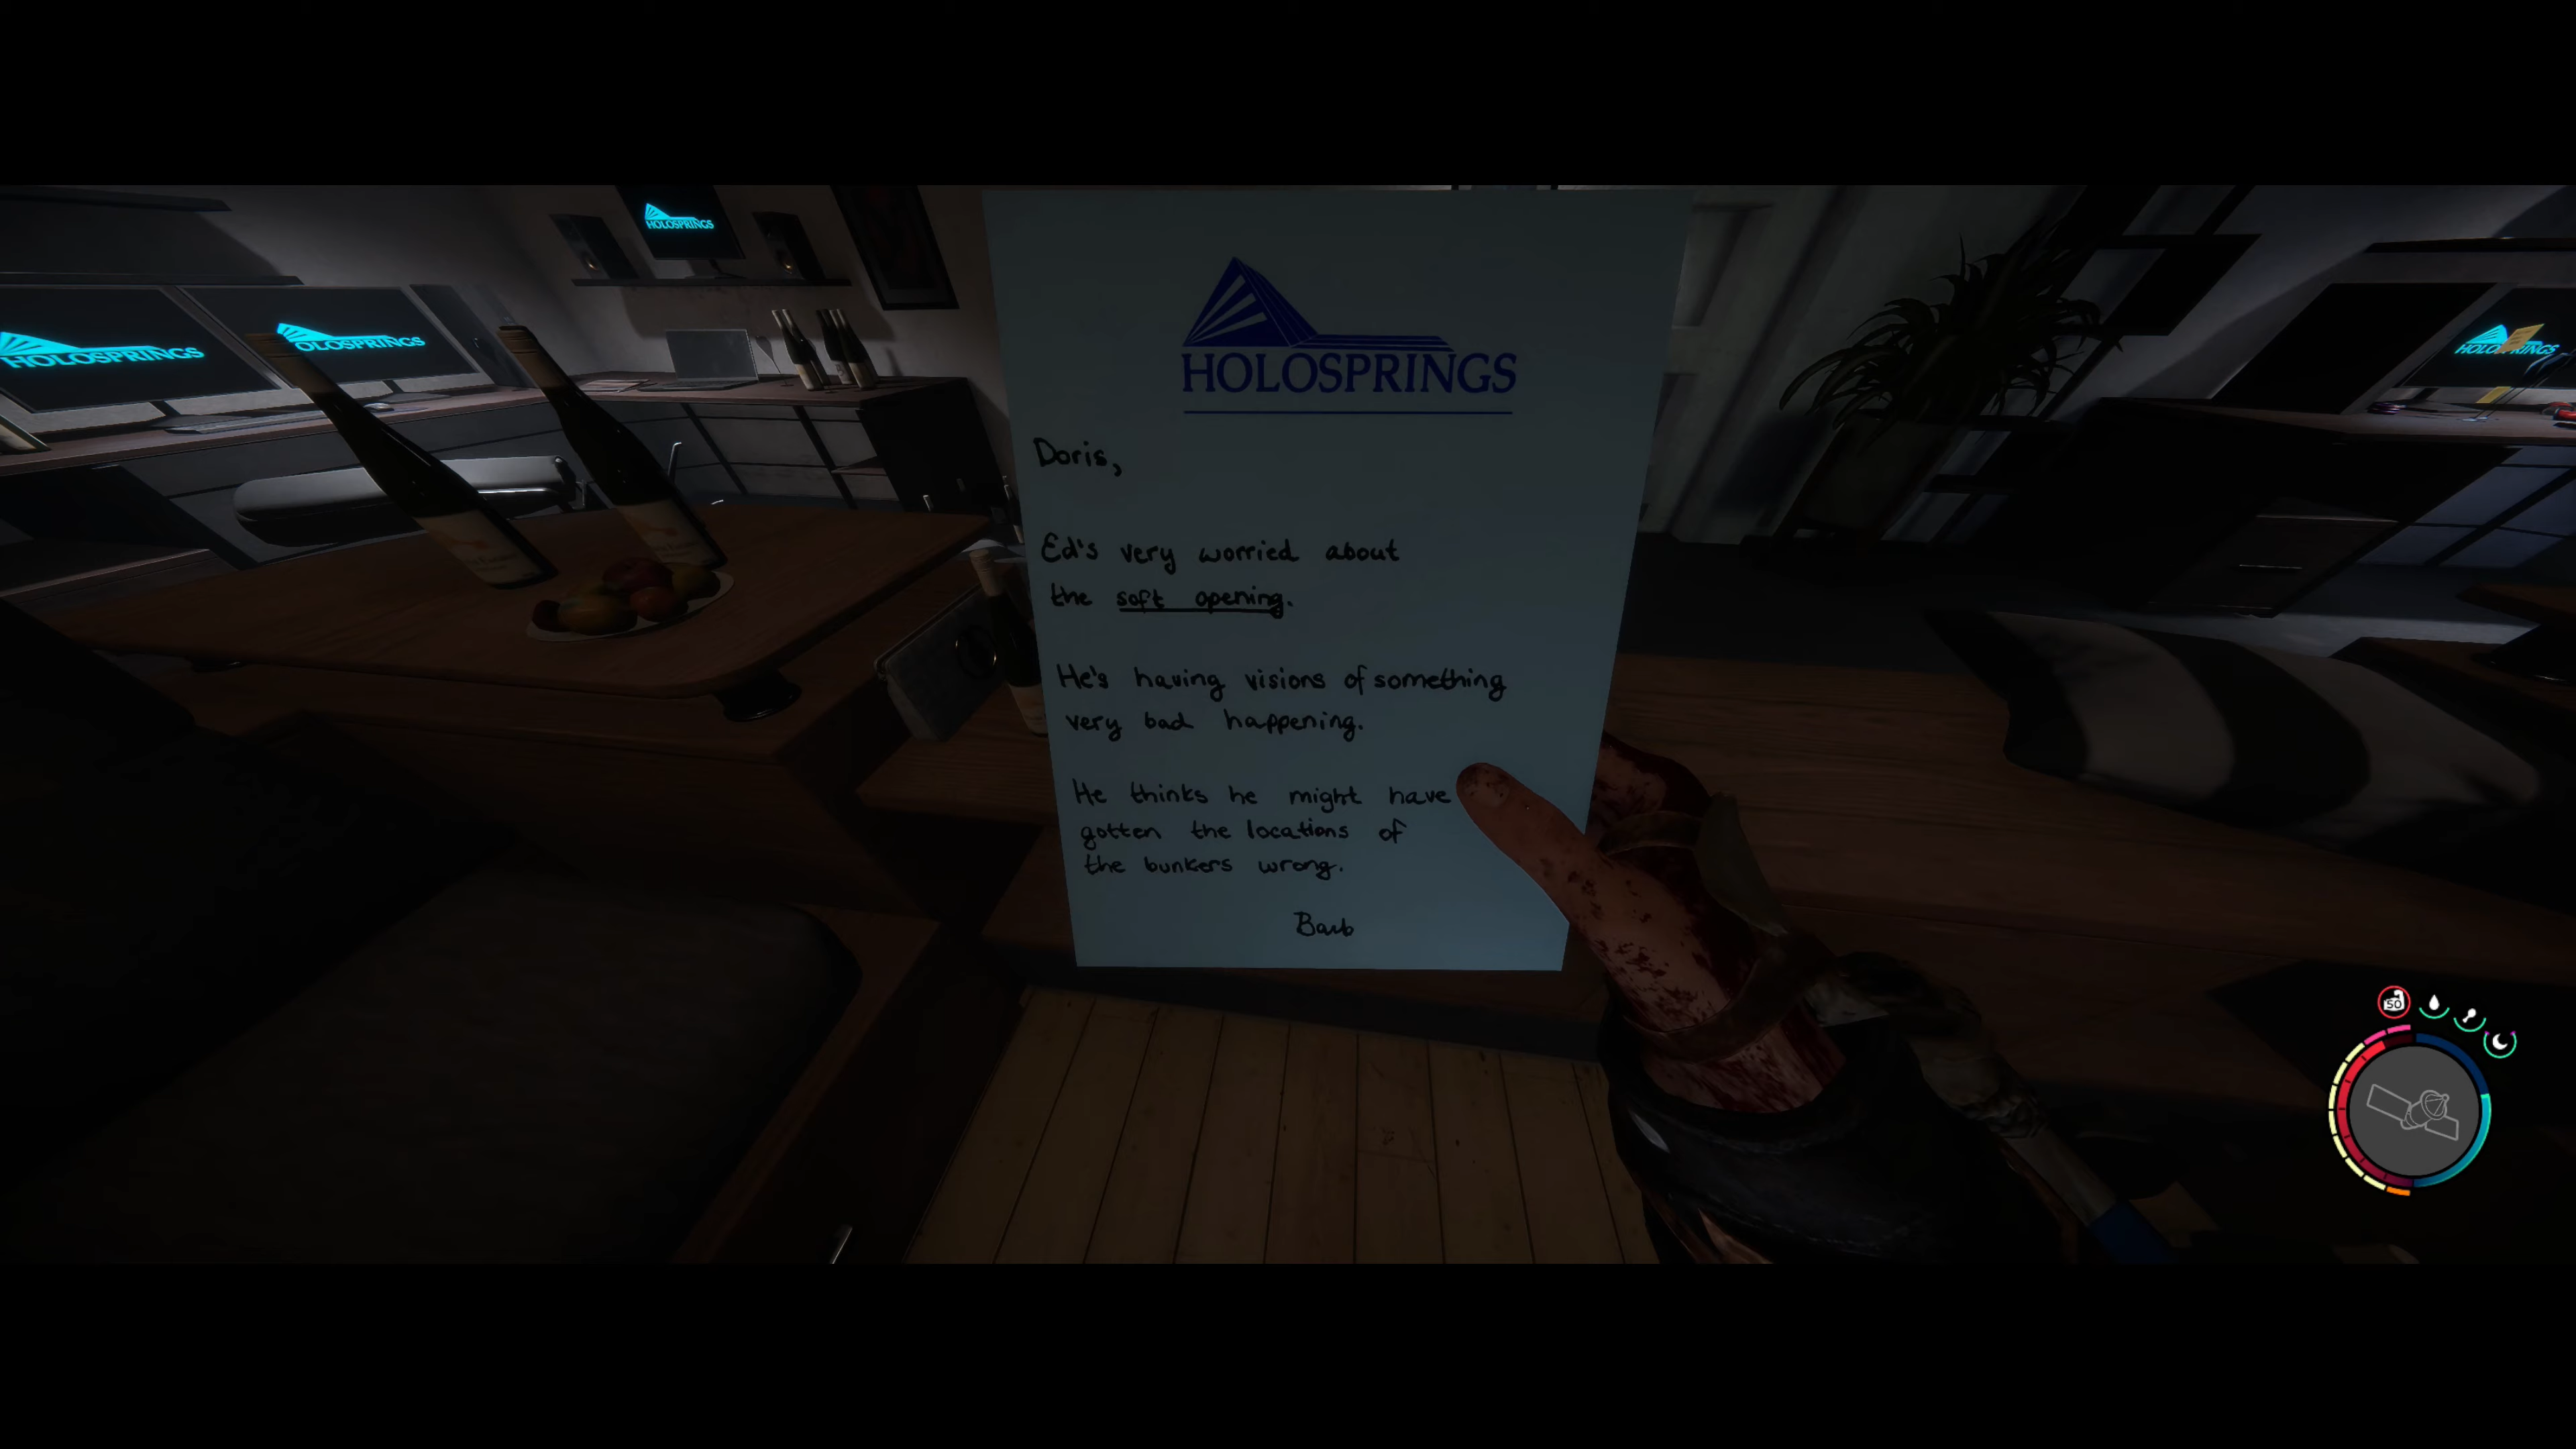 HOLOSPRINGS
HOLOSPRINGS
HOLOSPRINGS
HOLOSPRINGS
Doris,
Ed's very worried about
the soft opening.
He's having visions of something
very bad happening.
He thinks he might have
gotten the locations of
the bunkers wrong.
Barb
50